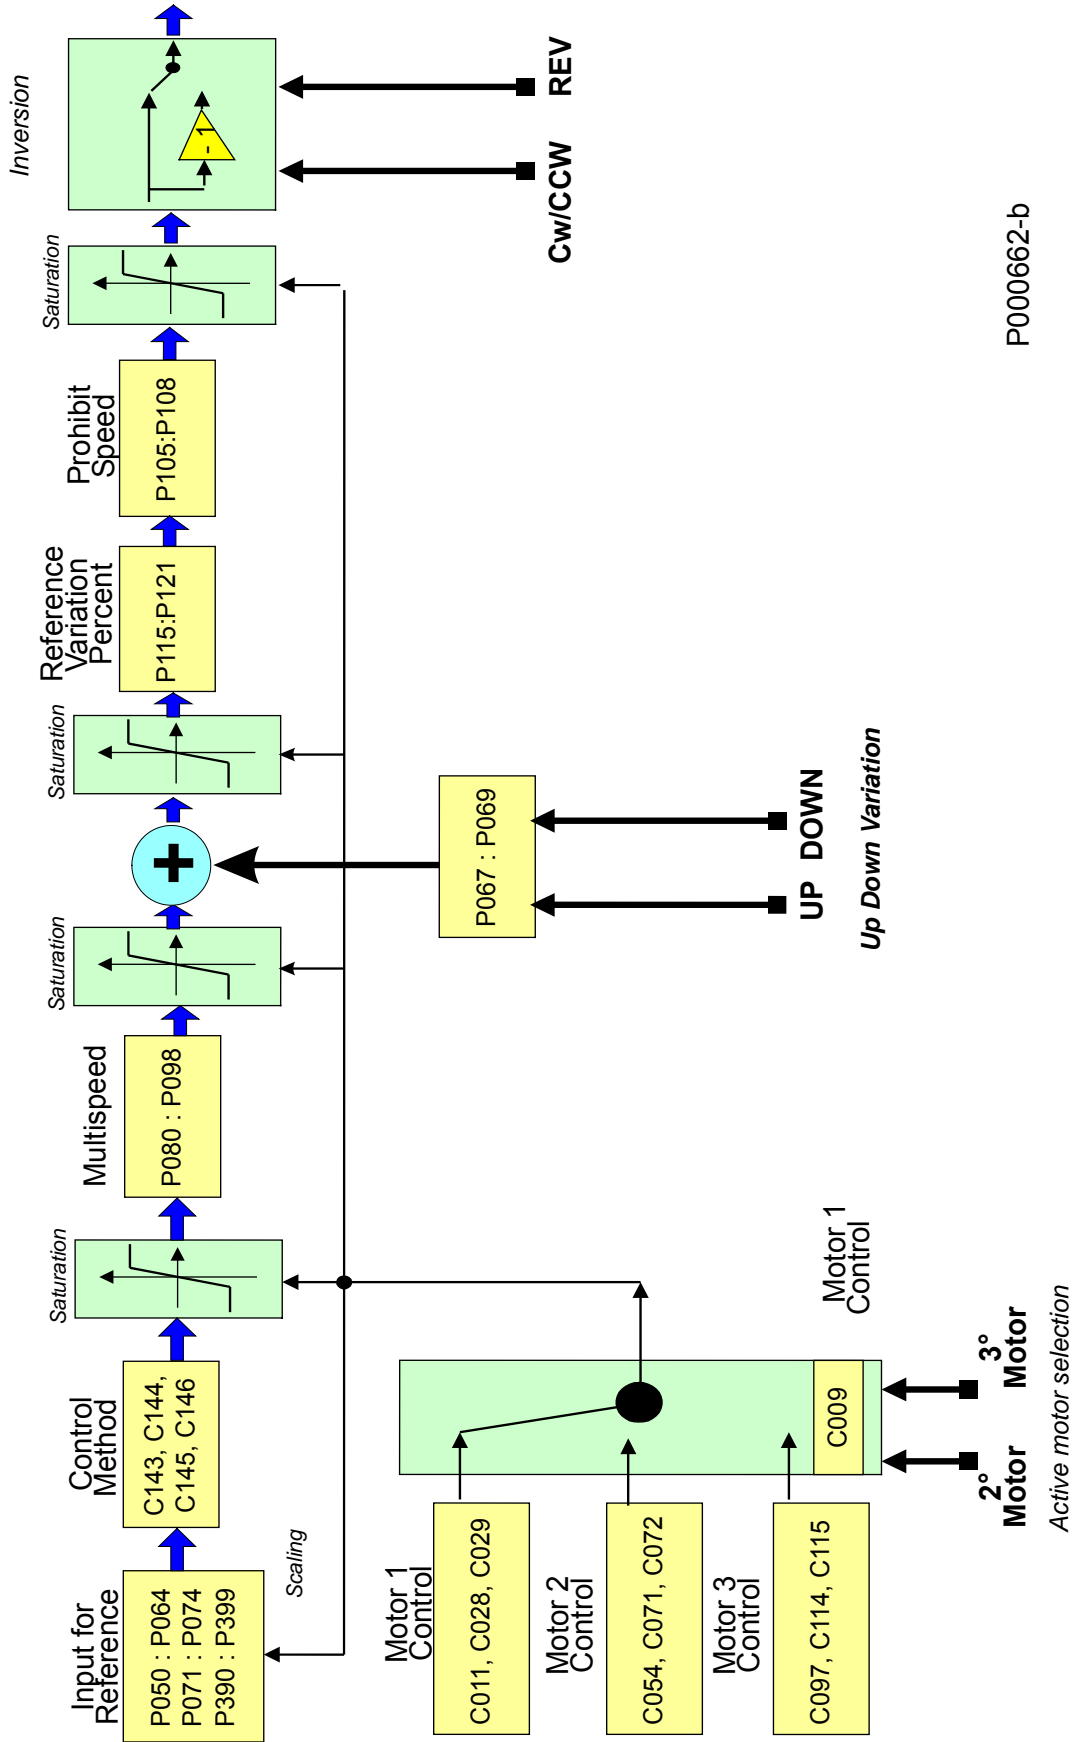 Input for
Reference
P050 : P064
P071 : P074
P390 : P399
Scaling
Control
Method
C143, C144,
C145, C146
Saturation
Multispeed
P080 : P098
Saturation
+
Saturation
Reference
Variation
Percent
P115:P121
Prohibit
Speed
P105:P108
Saturation
Inversion
- 1
Cw/CCW
REV
P067 : P069
UP
DOWN
Up Down Variation
Motor 1
Control
C011, C028, C029
Motor 2
Control
C054, C071, C072
Motor 3
Control
C097, C114, C115
C009
Motor 1
Control
2°
Motor
3°
Motor
Active motor selection
P000662-b